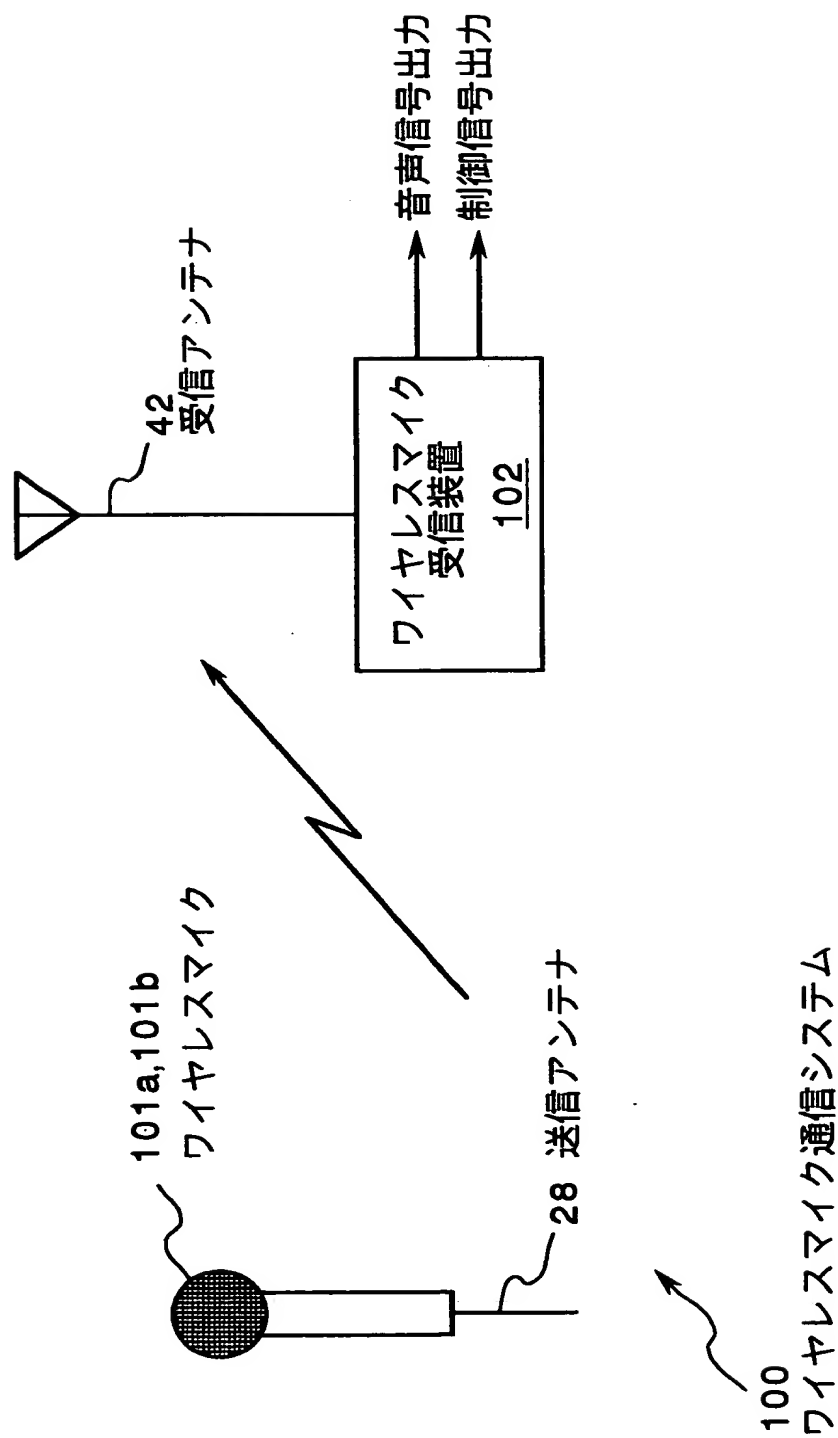 101a,101b
ワイヤレスマイク
28 送信アンテナ
42
受信アンテナ
ワイヤレスマイク
受信装置
102
音声信号出力
制御信号出力
100
ワイヤレスマイク通信システム